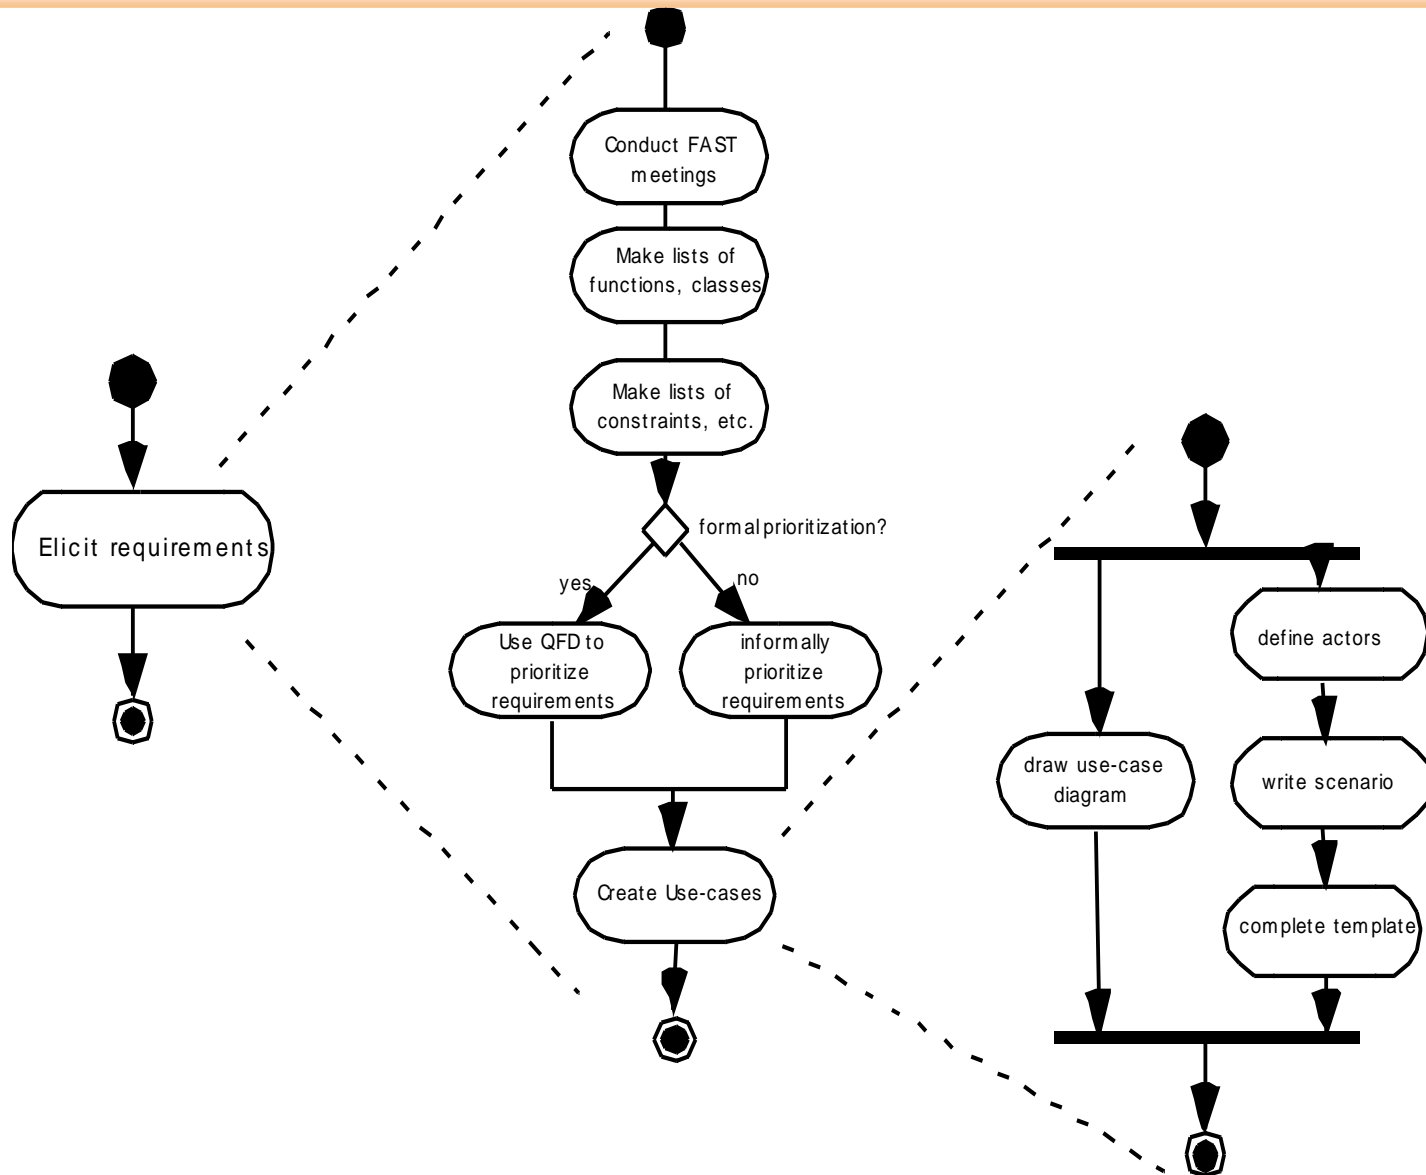 Conduct FAST
meetings
Make lists of
functions, classes
Make lists of
constraints, etc.
Elicit requirements
formal prioritization?
yes
no
Use QFD to
prioritize
requirements
informally
prioritize
requirements
Create Use-cases
define actors
draw use-case
diagram
write scenario
complete template